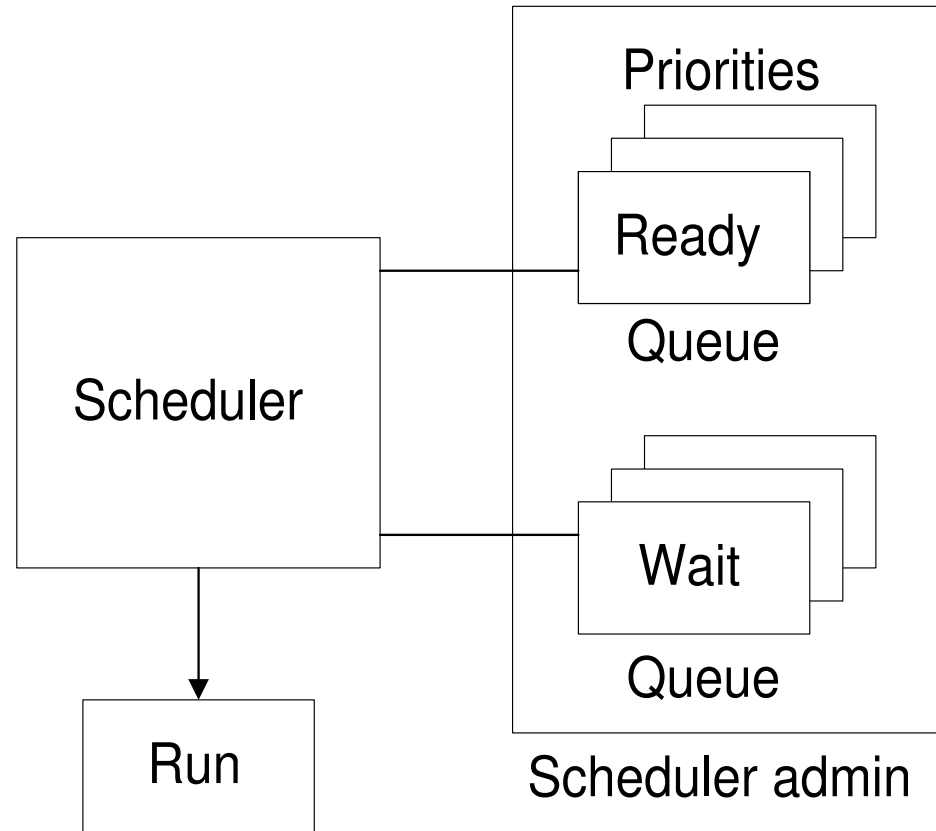 Priorities
Ready
Queue
Scheduler
Wait
Queue
Run
Scheduler admin